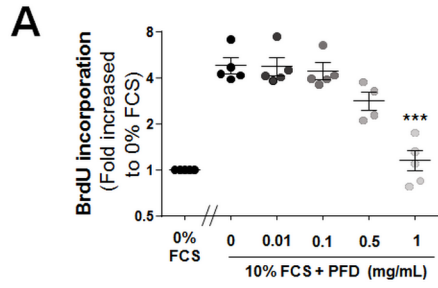 A
BrdU incorporation
(Fold increased
to 0% FCS)
8
4
2
1
0.5
***
0%
FCS
0 0.01 0.1 0.5 1
10% FCS + PFD (mg/mL)